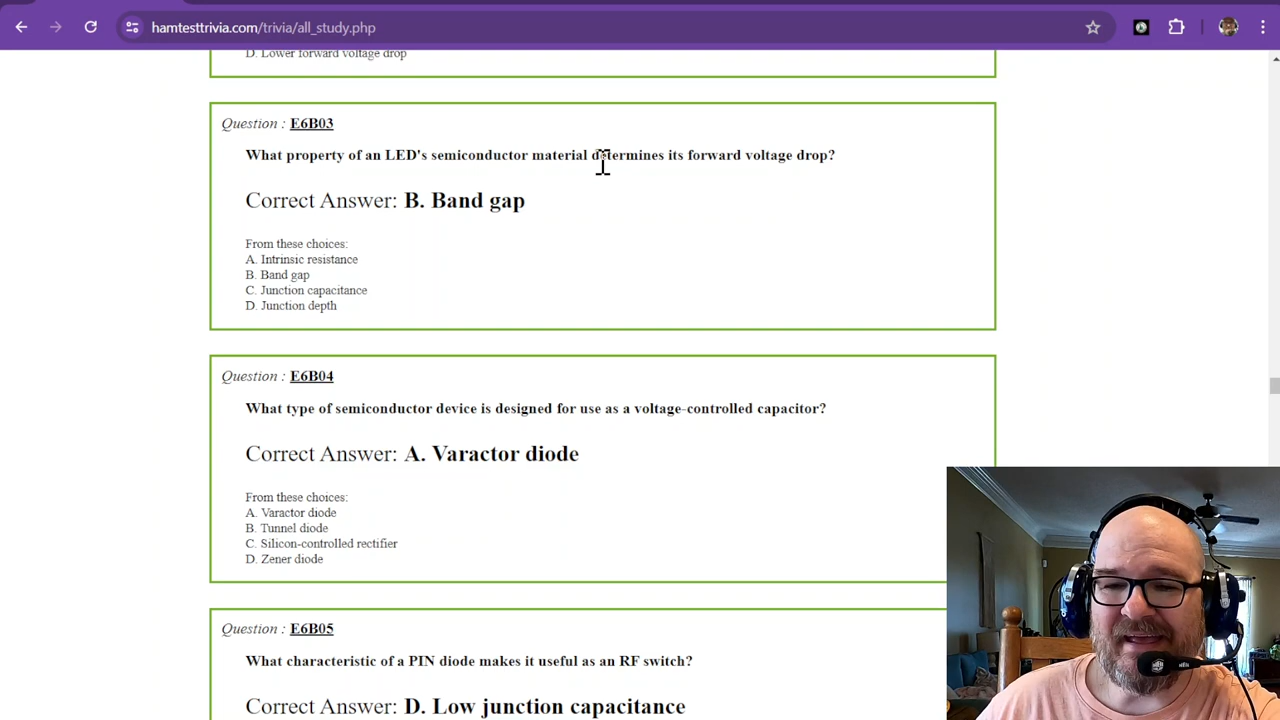 hamtesttrivia.com/trivia/all_study.php
D. Lower forward voltage drop
Question : E6B03
What property of an LED's semiconductor material determines its forward voltage drop?
Correct Answer: B. Band gap
From these choices:
A. Intrinsic resistance
B. Band gap
C. Junction capacitance
D. Junction depth
Question : E6B04
What type of semiconductor device is designed for use as a voltage-controlled capacitor?
Correct Answer: A. Varactor diode
From these choices:
A. Varactor diode
B. Tunnel diode
C. Silicon-controlled rectifier
D. Zener diode
Question : E6B05
What characteristic of a PIN diode makes it useful as an RF switch?
Correct Answer: D. Low junction capacitance